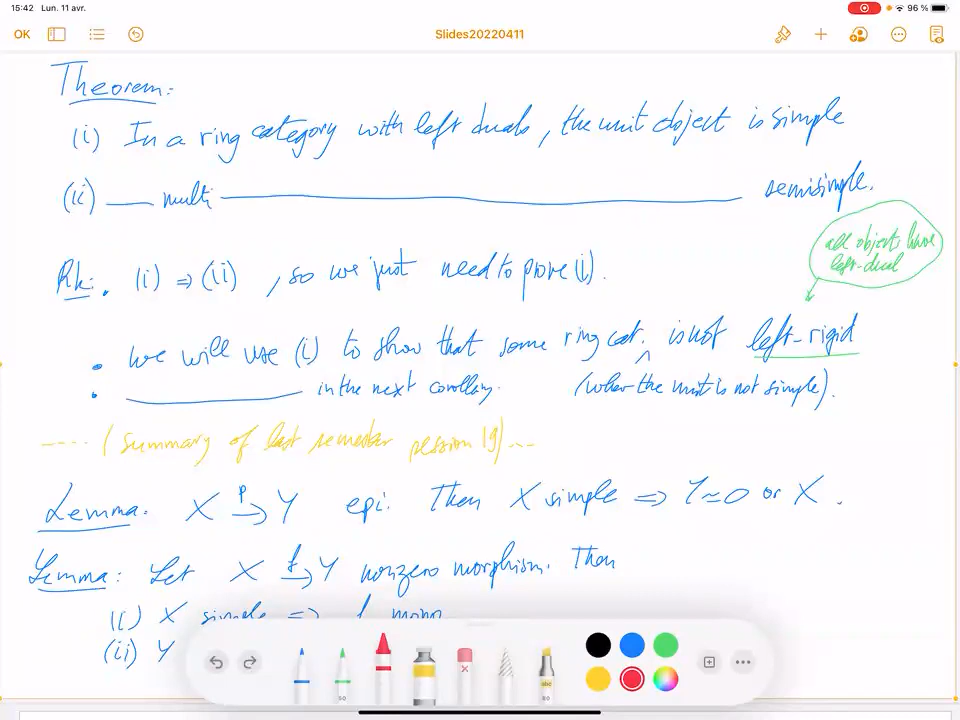 15:42 Lun. 11 avr.
96 %
OK
Slides20220411
Theorem:
(i) In a ring category with left duals, the unit object is simple
(ii) —— multi —————— semisimple.
all objects have
left-dual
Rk: . (i) ⇒ (ii), so we just need to prove (i).
. we will use (i) to show that some ring cat. is not left-rigid
. —————— in the next corollary. (when the unit is not simple).
---- (summary of last semester session 19) ---
Lemma: X →p Y epi. Then X simple ⇒ Y ≃ 0 or X.
Lemma: Let X →f Y nonzero morphism. Then
(i) X simple ⇒ f mono
(ii) Y